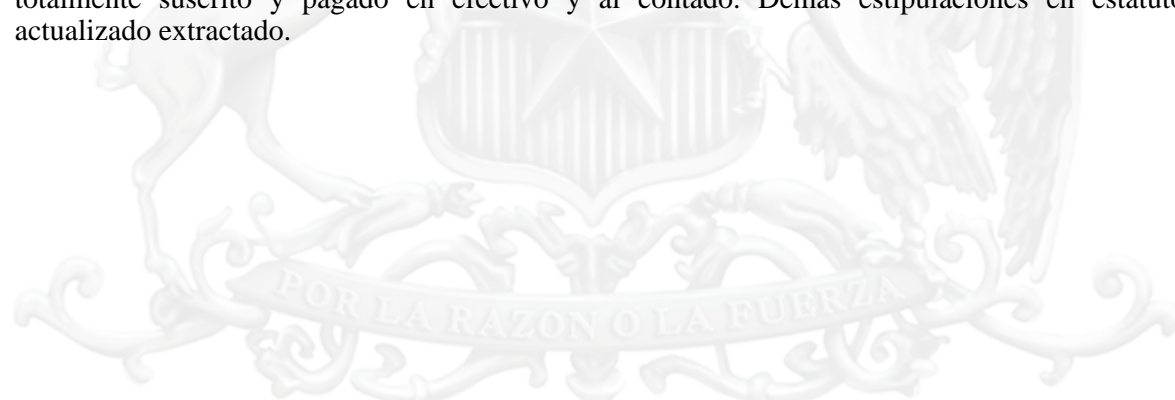 totalmente suscrito y pagado en efectivo y al contado. Demás estipulaciones en estatuto
actualizado extractado.
POR LA RAZON O LA FUERZA